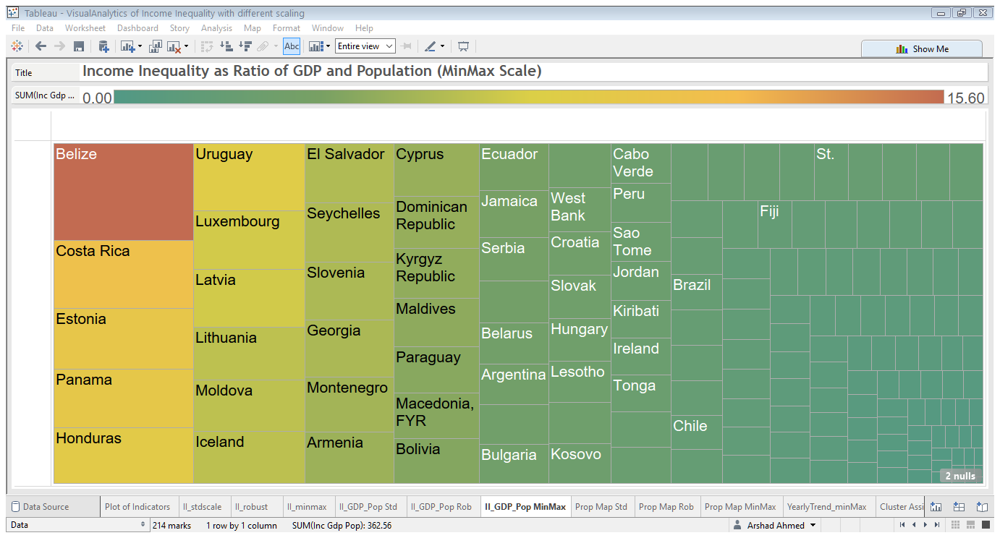 Tableau - VisualAnalytics of Income Inequality with different scaling
File Data Worksheet Dashboard Story Analysis Map Format Window Help
Abc Entire view Show Me
Title Income Inequality as Ratio of GDP and Population (MinMax Scale)
SUM(Inc Gdp ... 0.00 15.60
Belize
Costa Rica
Estonia
Panama
Honduras
Uruguay
Luxembourg
Latvia
Lithuania
Moldova
Iceland
El Salvador
Seychelles
Slovenia
Georgia
Montenegro
Armenia
Cyprus
Dominican
Republic
Kyrgyz
Republic
Maldives
Paraguay
Macedonia,
FYR
Bolivia
Ecuador
Jamaica
Serbia
Belarus
Argentina
Bulgaria
West
Bank
Croatia
Slovak
Hungary
Lesotho
Kosovo
Cabo
Verde
Peru
Sao
Tome
Jordan
Kiribati
Ireland
Tonga
Brazil
Chile
St.
Fiji
2 nulls
Data Source Plot of Indicators II_stdscale II_robust II_minmax II_GDP_Pop Std II_GDP_Pop Rob II_GDP_Pop MinMax Prop Map Std Prop Map Rob Prop Map MinMax YearlyTrend_minMax Cluster Assi
Data 214 marks 1 row by 1 column SUM(Inc Gdp Pop): 362.56 Arshad Ahmed